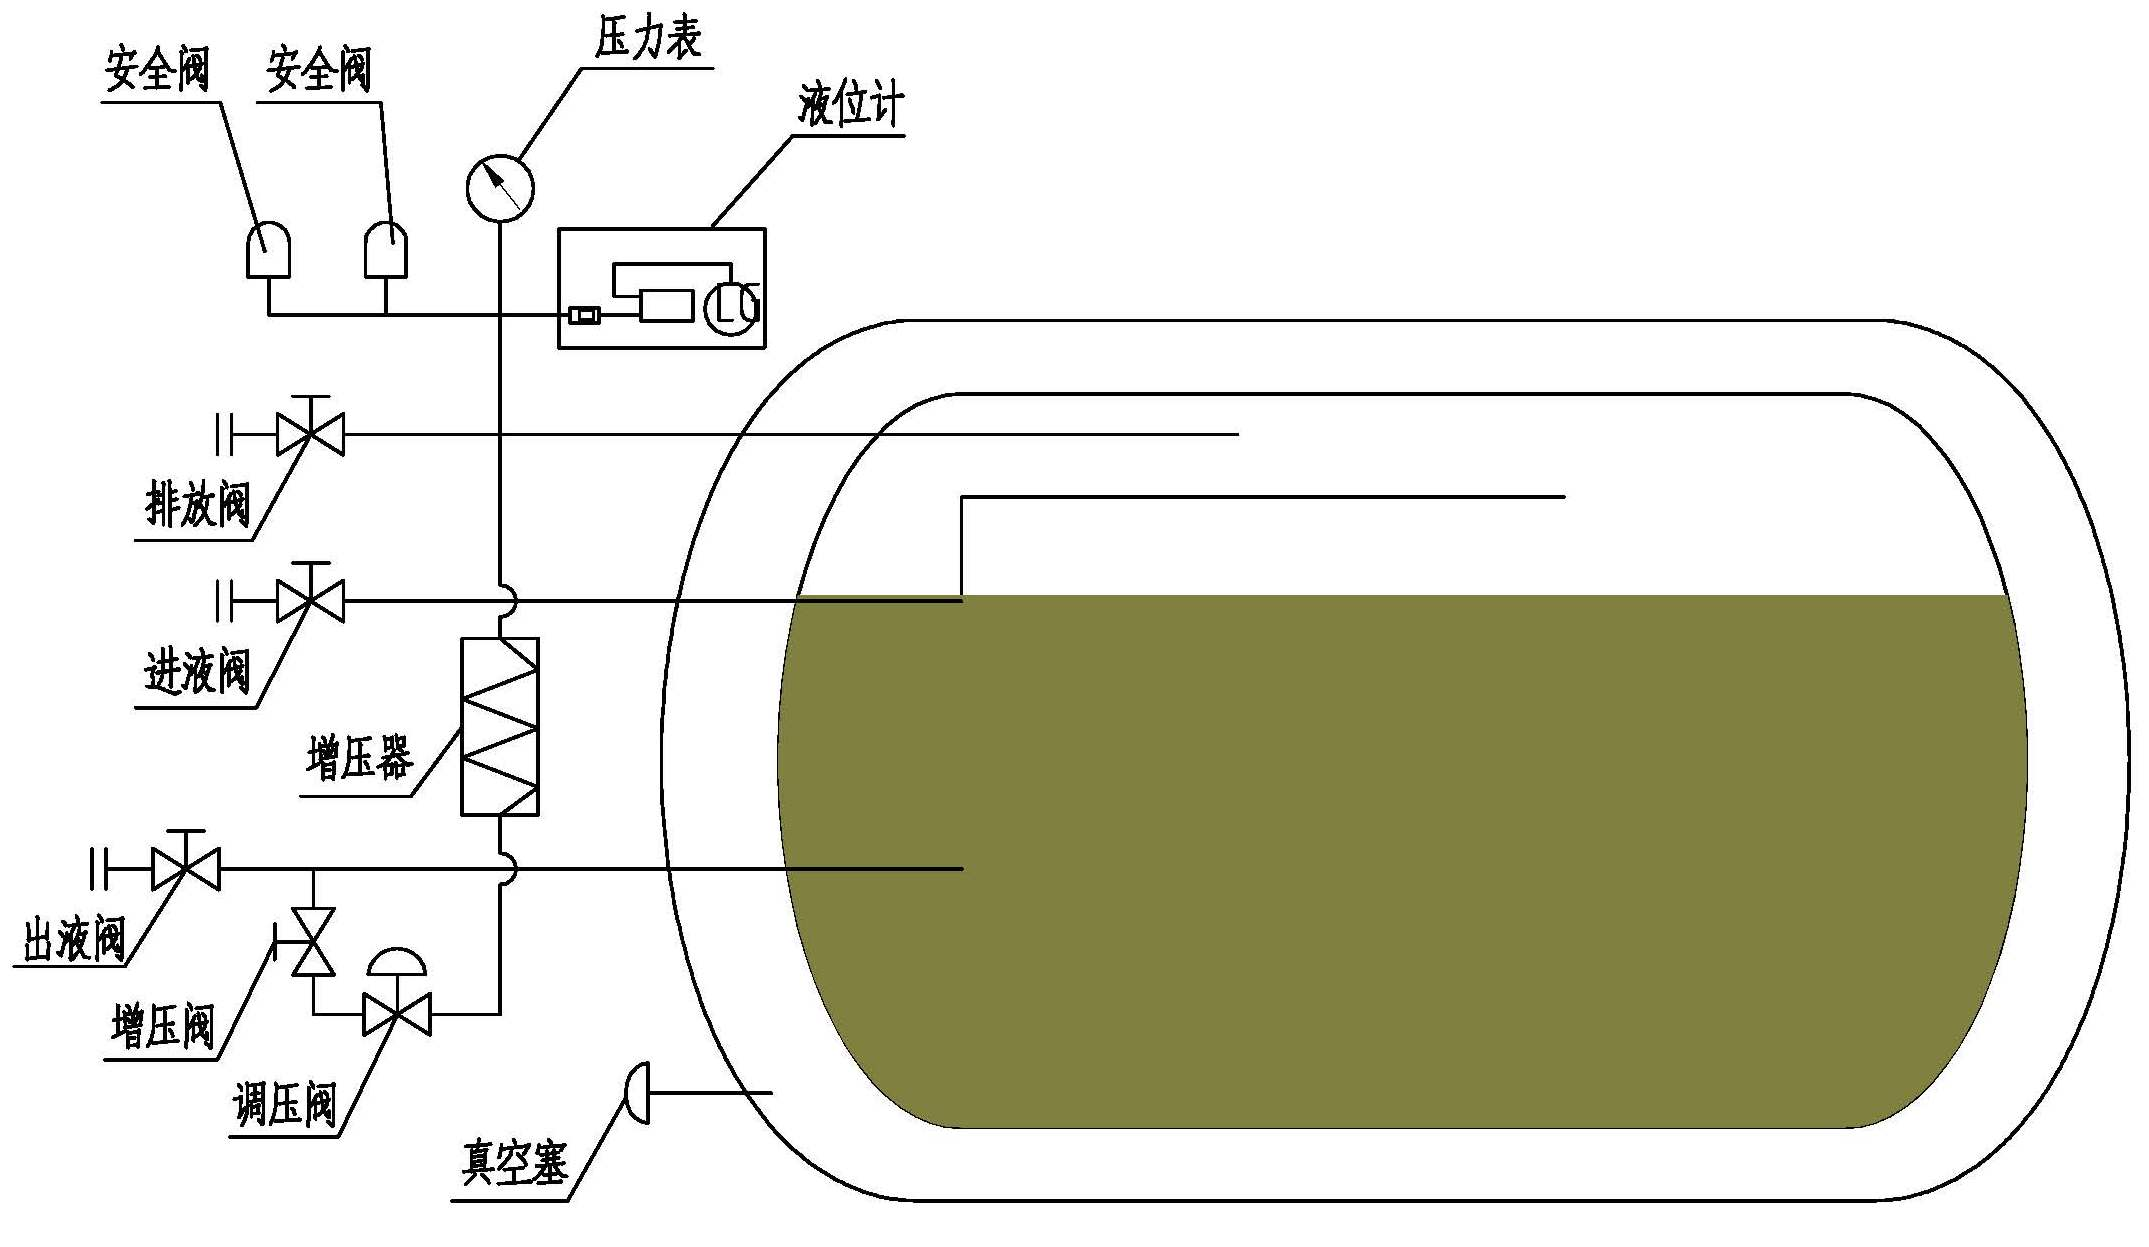 压力表
安全阀
安全阀
液位计
排放阀
进液阀
增压器
出液阀
增压阀
调压阀
真空塞